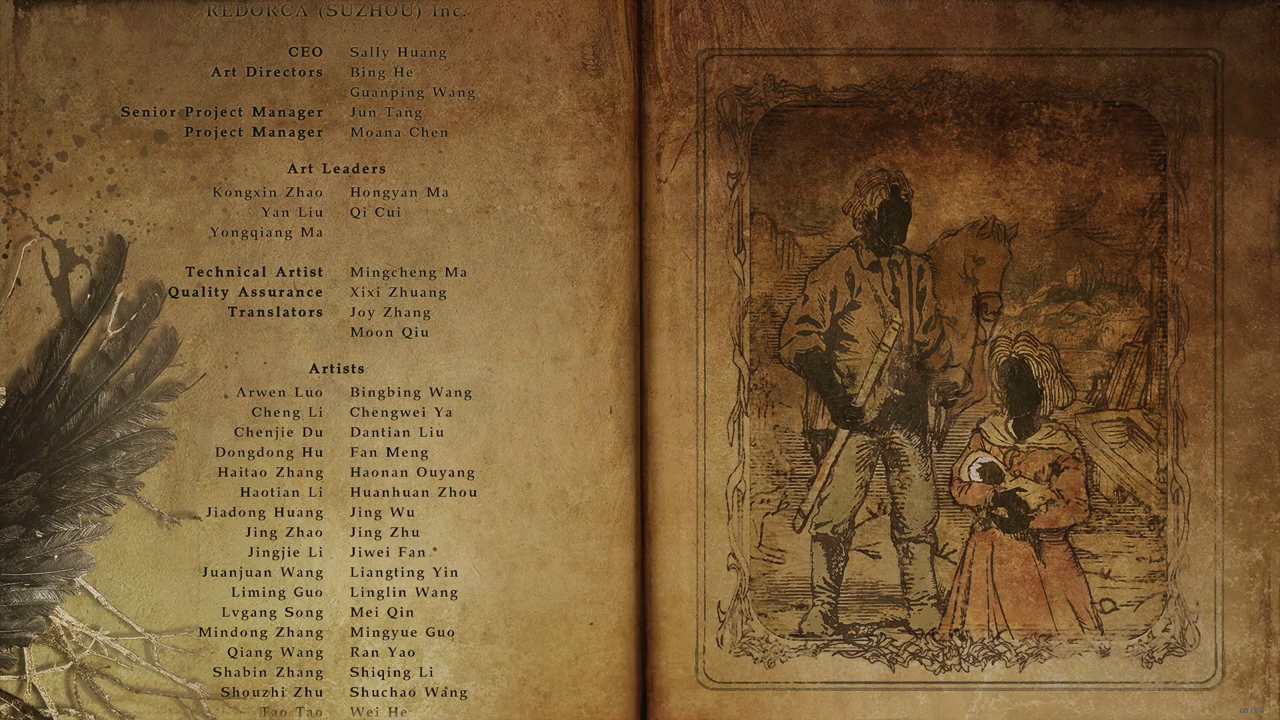 REDORCA (SUZHOU) Inc.
CEO Sally Huang
Art Directors Bing He
Guanping Wang
Senior Project Manager Jun Tang
Project Manager Moana Chen
Art Leaders
Kongxin Zhao Hongyan Ma
Yan Liu Qi Cui
Yongqiang Ma
Technical Artist Mingcheng Ma
Quality Assurance Xixi Zhuang
Translators Joy Zhang
Moon Qiu
Artists
Arwen Luo Bingbing Wang
Cheng Li Chengwei Ya
Chenjie Du Dantian Liu
Dongdong Hu Fan Meng
Haitao Zhang Haonan Ouyang
Haotian Li Huanhuan Zhou
Jiadong Huang Jing Wu
Jing Zhao Jing Zhu
Jingjie Li Jiwei Fan
Juanjuan Wang Liangting Yin
Liming Guo Linglin Wang
Lvgang Song Mei Qin
Mindong Zhang Mingyue Guo
Qiang Wang Ran Yao
Shabin Zhang Shiqing Li
Shouzhi Zhu Shuchao Wang
Tao Tao Wei He